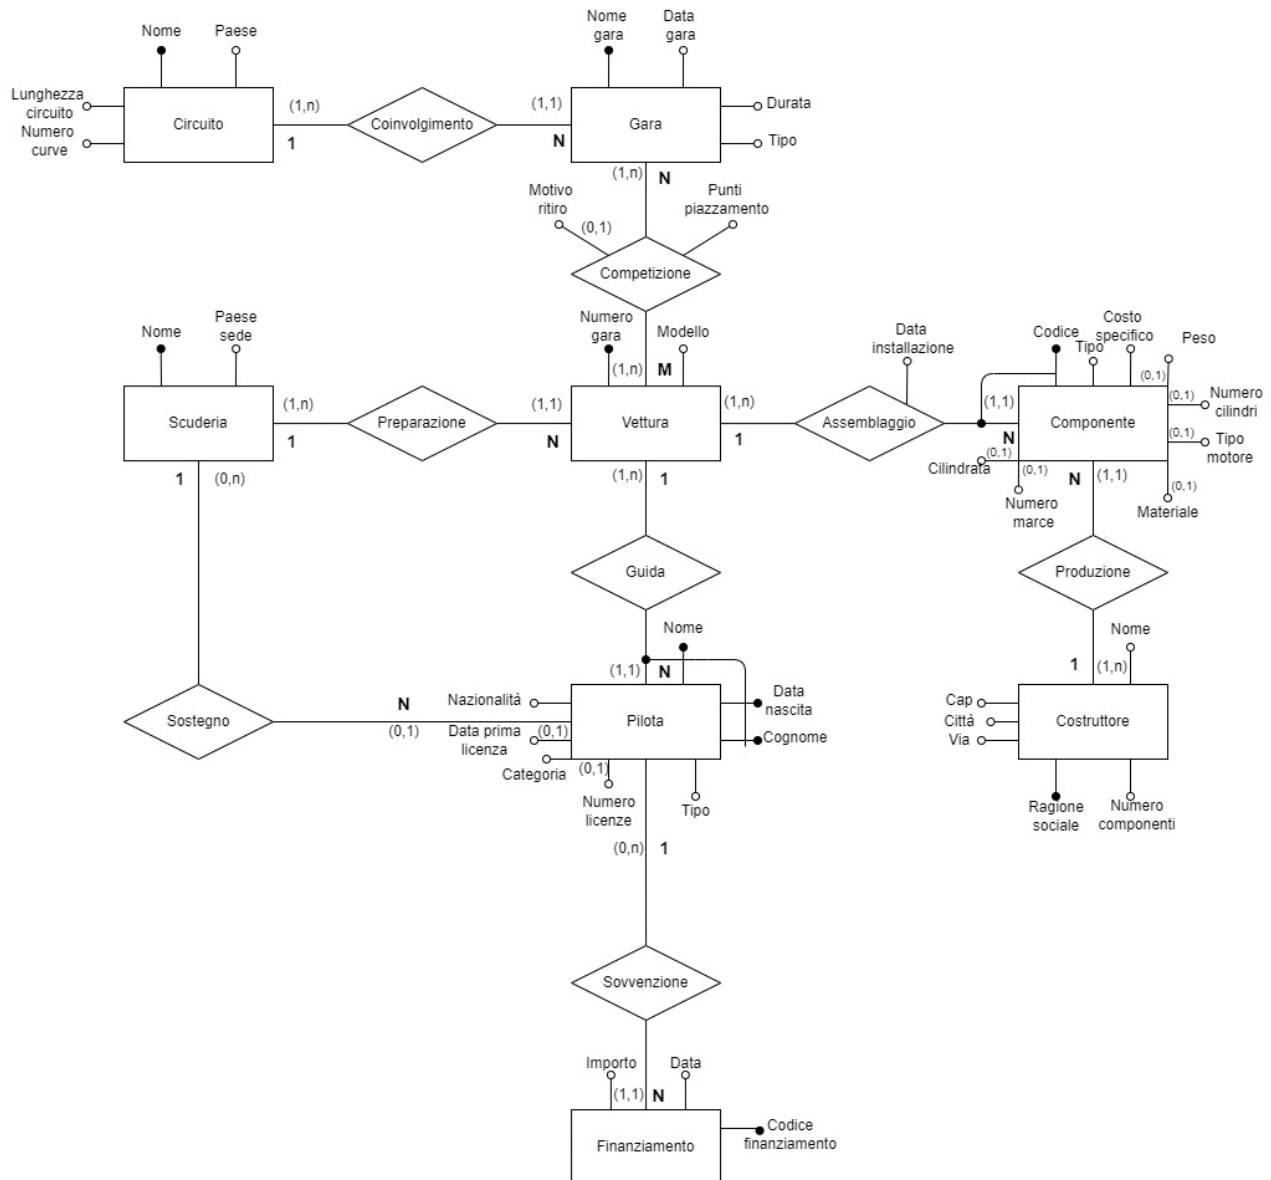 Nome
Paese
Nome
gara
Data
gara
Lunghezza
circuito
Numero
curve
Circuito
(1,n)
1
Coinvolgimento
(1,1)
N
Gara
Durata
Tipo
(1,n)
N
Motivo
ritiro
(0,1)
Punti
piazzamento
Competizione
Nome
Paese
sede
Numero
gara
Modello
(1,n)
M
Data
installazione
Codice
Tipo
Costo
specifico
Peso
(0,1)
Scuderia
(1,n)
1
Preparazione
(1,1)
N
Vettura
(1,n)
1
Assemblaggio
(1,1)
N
Componente
(0,1)
Numero
cilindri
(0,1)
Tipo
motore
Cilindrata
(0,1)
(0,1)
Numero
marce
(0,1)
Materiale
1
(0,n)
(1,n)
1
N
(1,1)
Guida
Produzione
Nome
(1,1)
N
1
(1,n)
Nome
Sostegno
N
(0,1)
Nazionalità
Data prima
licenza
(0,1)
Categoria
(0,1)
Numero
licenze
Pilota
Data
nascita
Cognome
Tipo
Cap
Città
Via
Costruttore
Ragione
sociale
Numero
componenti
(0,n)
1
Sovvenzione
Importo
Data
(1,1)
N
Finanziamento
Codice
finanziamento